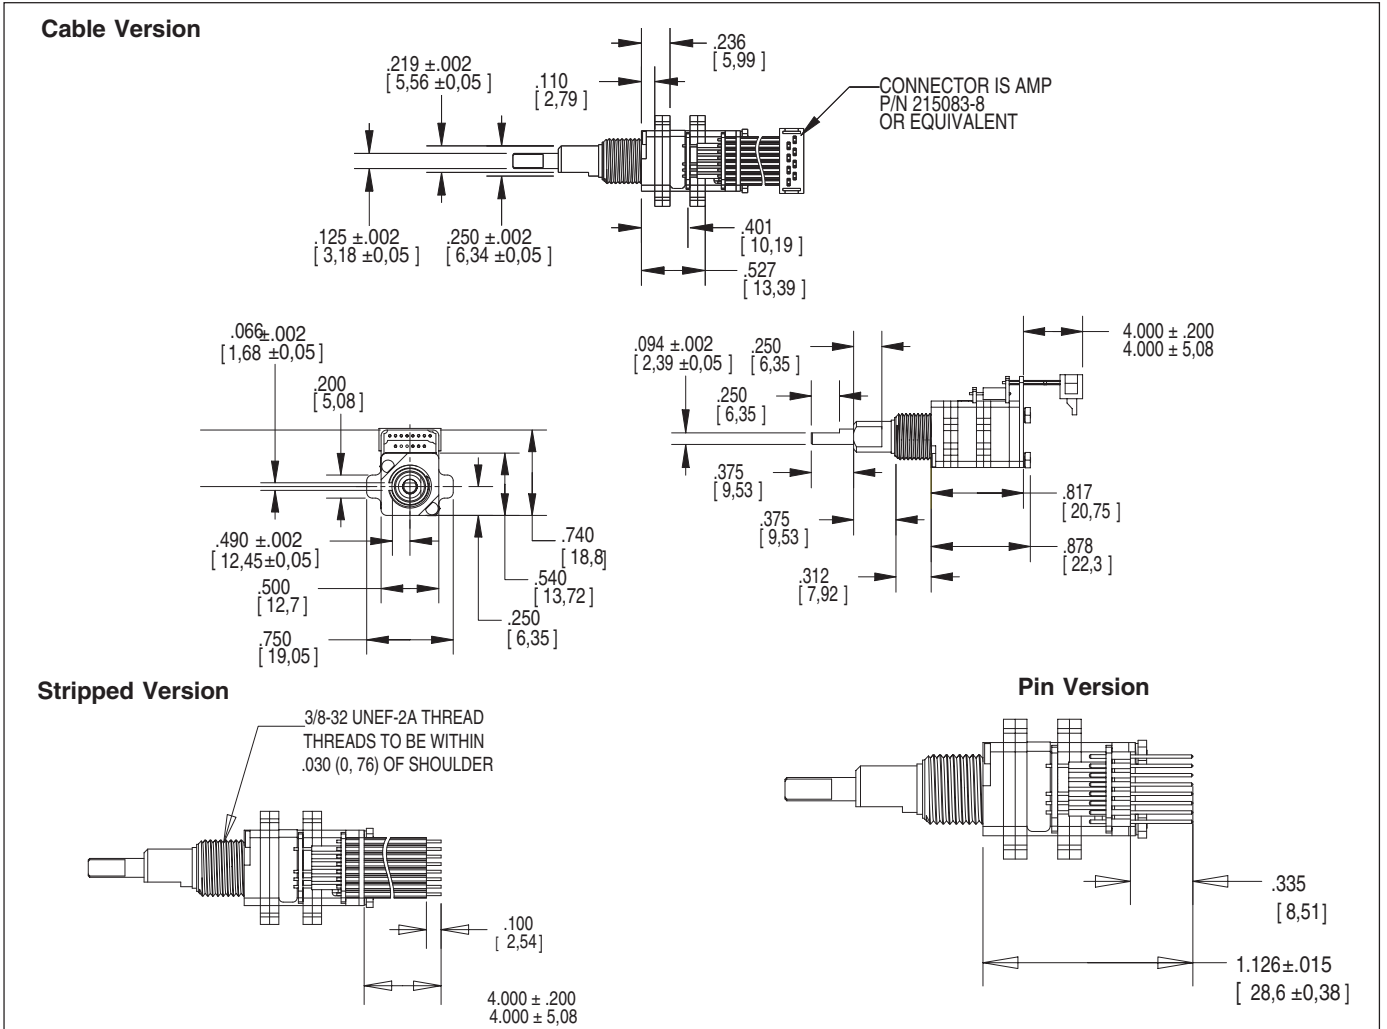 Cable Version
.236
[ 5,99 ]
.219 ±.002
[ 5,56 ±0,05 ]
.110
[ 2,79 ]
CONNECTOR IS AMP
P/N 215083-8
OR EQUIVALENT
.125 ±.002
[ 3,18 ±0,05 ]
.250 ±.002
[ 6,34 ±0,05 ]
.401
[ 10,19 ]
.527
[ 13,39 ]
.066±.002
[ 1,68 ±0,05 ]
.200
[ 5,08 ]
.490 ±.002
[ 12,45±0,05 ]
.500
[ 12,7 ]
.750
[ 19,05 ]
.740
[ 18,8]
.540
[ 13,72 ]
.250
[ 6,35 ]
.094 ±.002
[ 2,39 ±0,05 ]
.250
[ 6,35 ]
.250
[ 6,35 ]
4.000 ± .200
4.000 ± 5,08
.375
[ 9,53 ]
.375
[ 9,53 ]
.312
[ 7,92 ]
.817
[ 20,75 ]
.878
[ 22,3 ]
Stripped Version
3/8-32 UNEF-2A THREAD
THREADS TO BE WITHIN
.030 (0, 76) OF SHOULDER
.100
[ 2,54]
4.000 ± .200
4.000 ± 5,08
Pin Version
.335
[ 8,51]
1.126±.015
[ 28,6 ±0,38 ]